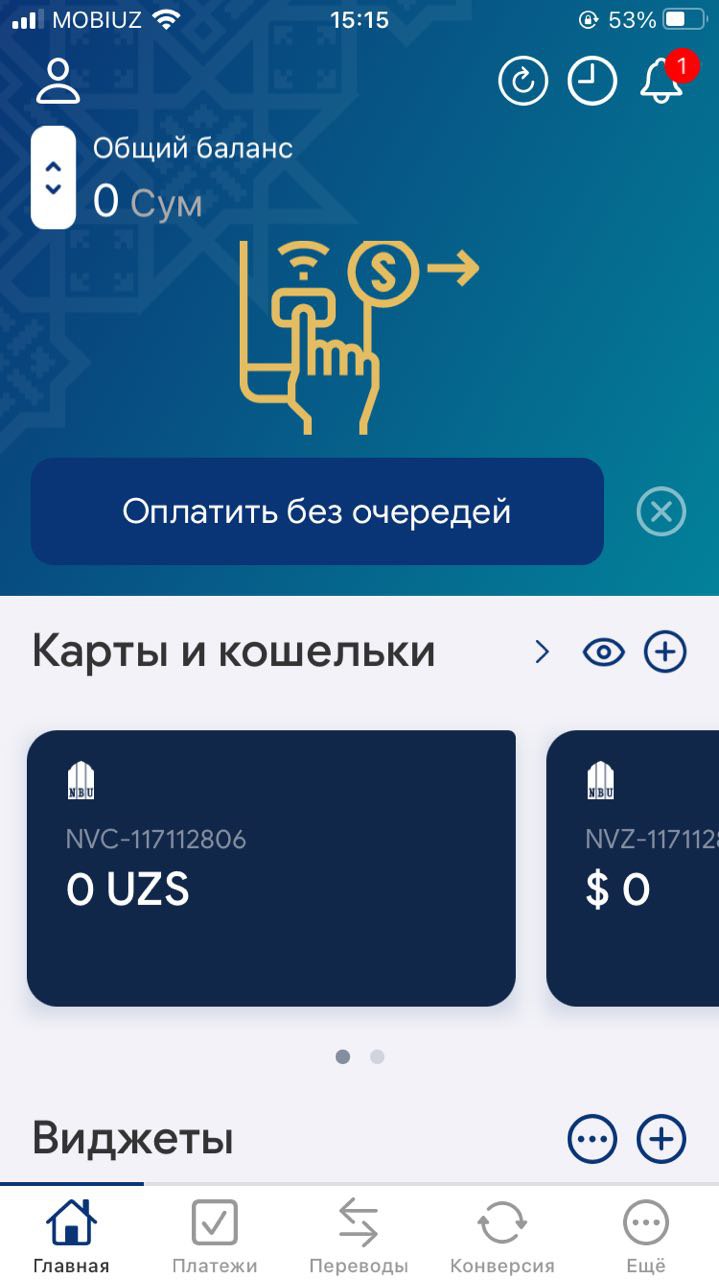 MOBIUZ 15:15 53%
1
Общий баланс
0 Сум
Оплатить без очередей
Карты и кошельки
NBU NBU
NVC-117112806 NVZ-1171128
0 UZS $ 0
Виджеты
Главная Платежи Переводы Конверсия Ещё